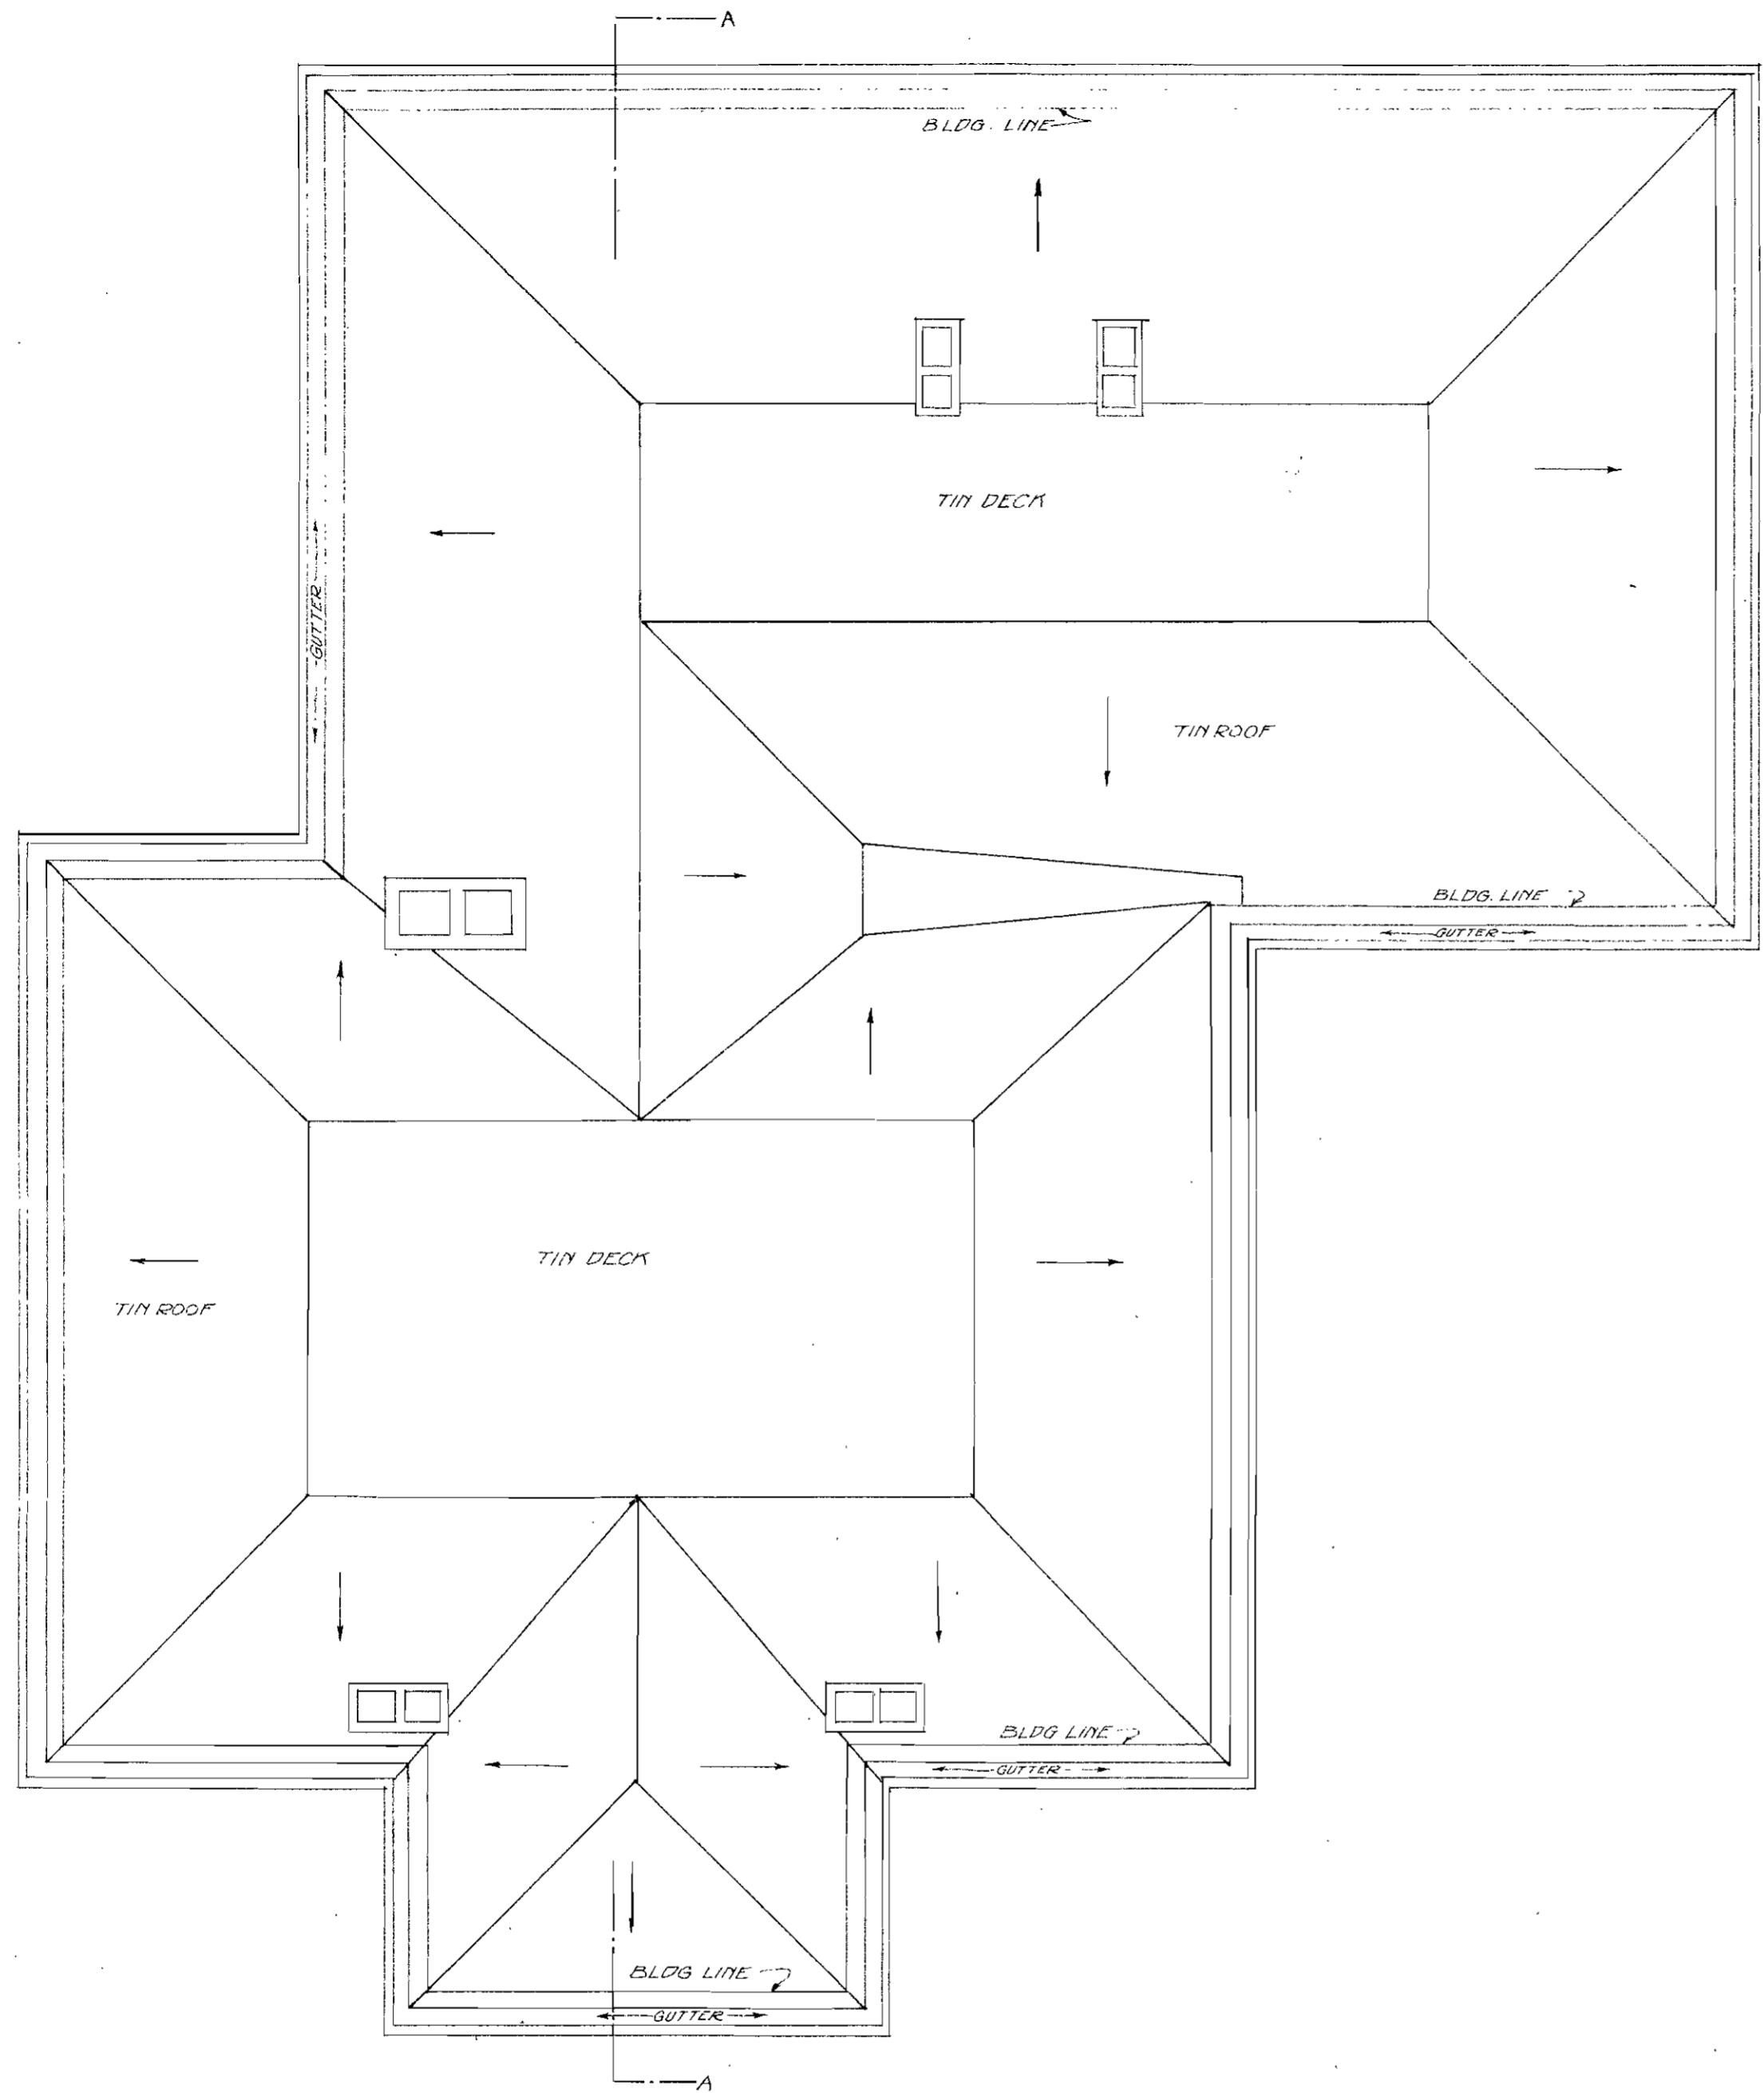 A
BLDG. LINE
TIN DECK
GUTTER
TIN ROOF
BLDG. LINE
GUTTER
TIN DECK
TIN ROOF
BLDG LINE
GUTTER
BLDG LINE
GUTTER
A